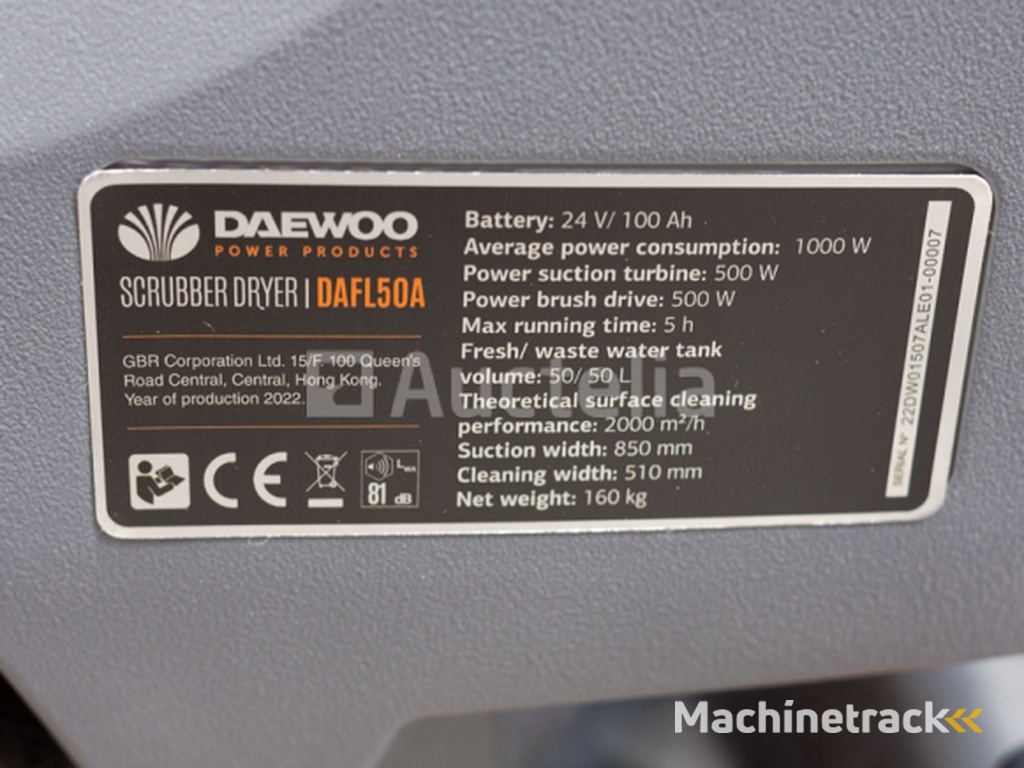 DAEWOO
POWER PRODUCTS
SCRUBBER DRYER | DAFL50A
GBR Corporation Ltd. 15/F. 100 Queen's
Road Central, Central, Hong Kong.
Year of production 2022.
CE
LWA
81 dB
Battery: 24 V/ 100 Ah
Average power consumption: 1000 W
Power suction turbine: 500 W
Power brush drive: 500 W
Max running time: 5 h
Fresh/ waste water tank
volume: 50/ 50 L
Theoretical surface cleaning
performance: 2000 m²/h
Suction width: 850 mm
Cleaning width: 510 mm
Net weight: 160 kg
SERIAL N° 22DW01507ALE01-00007
Auctelia
Machinetrack